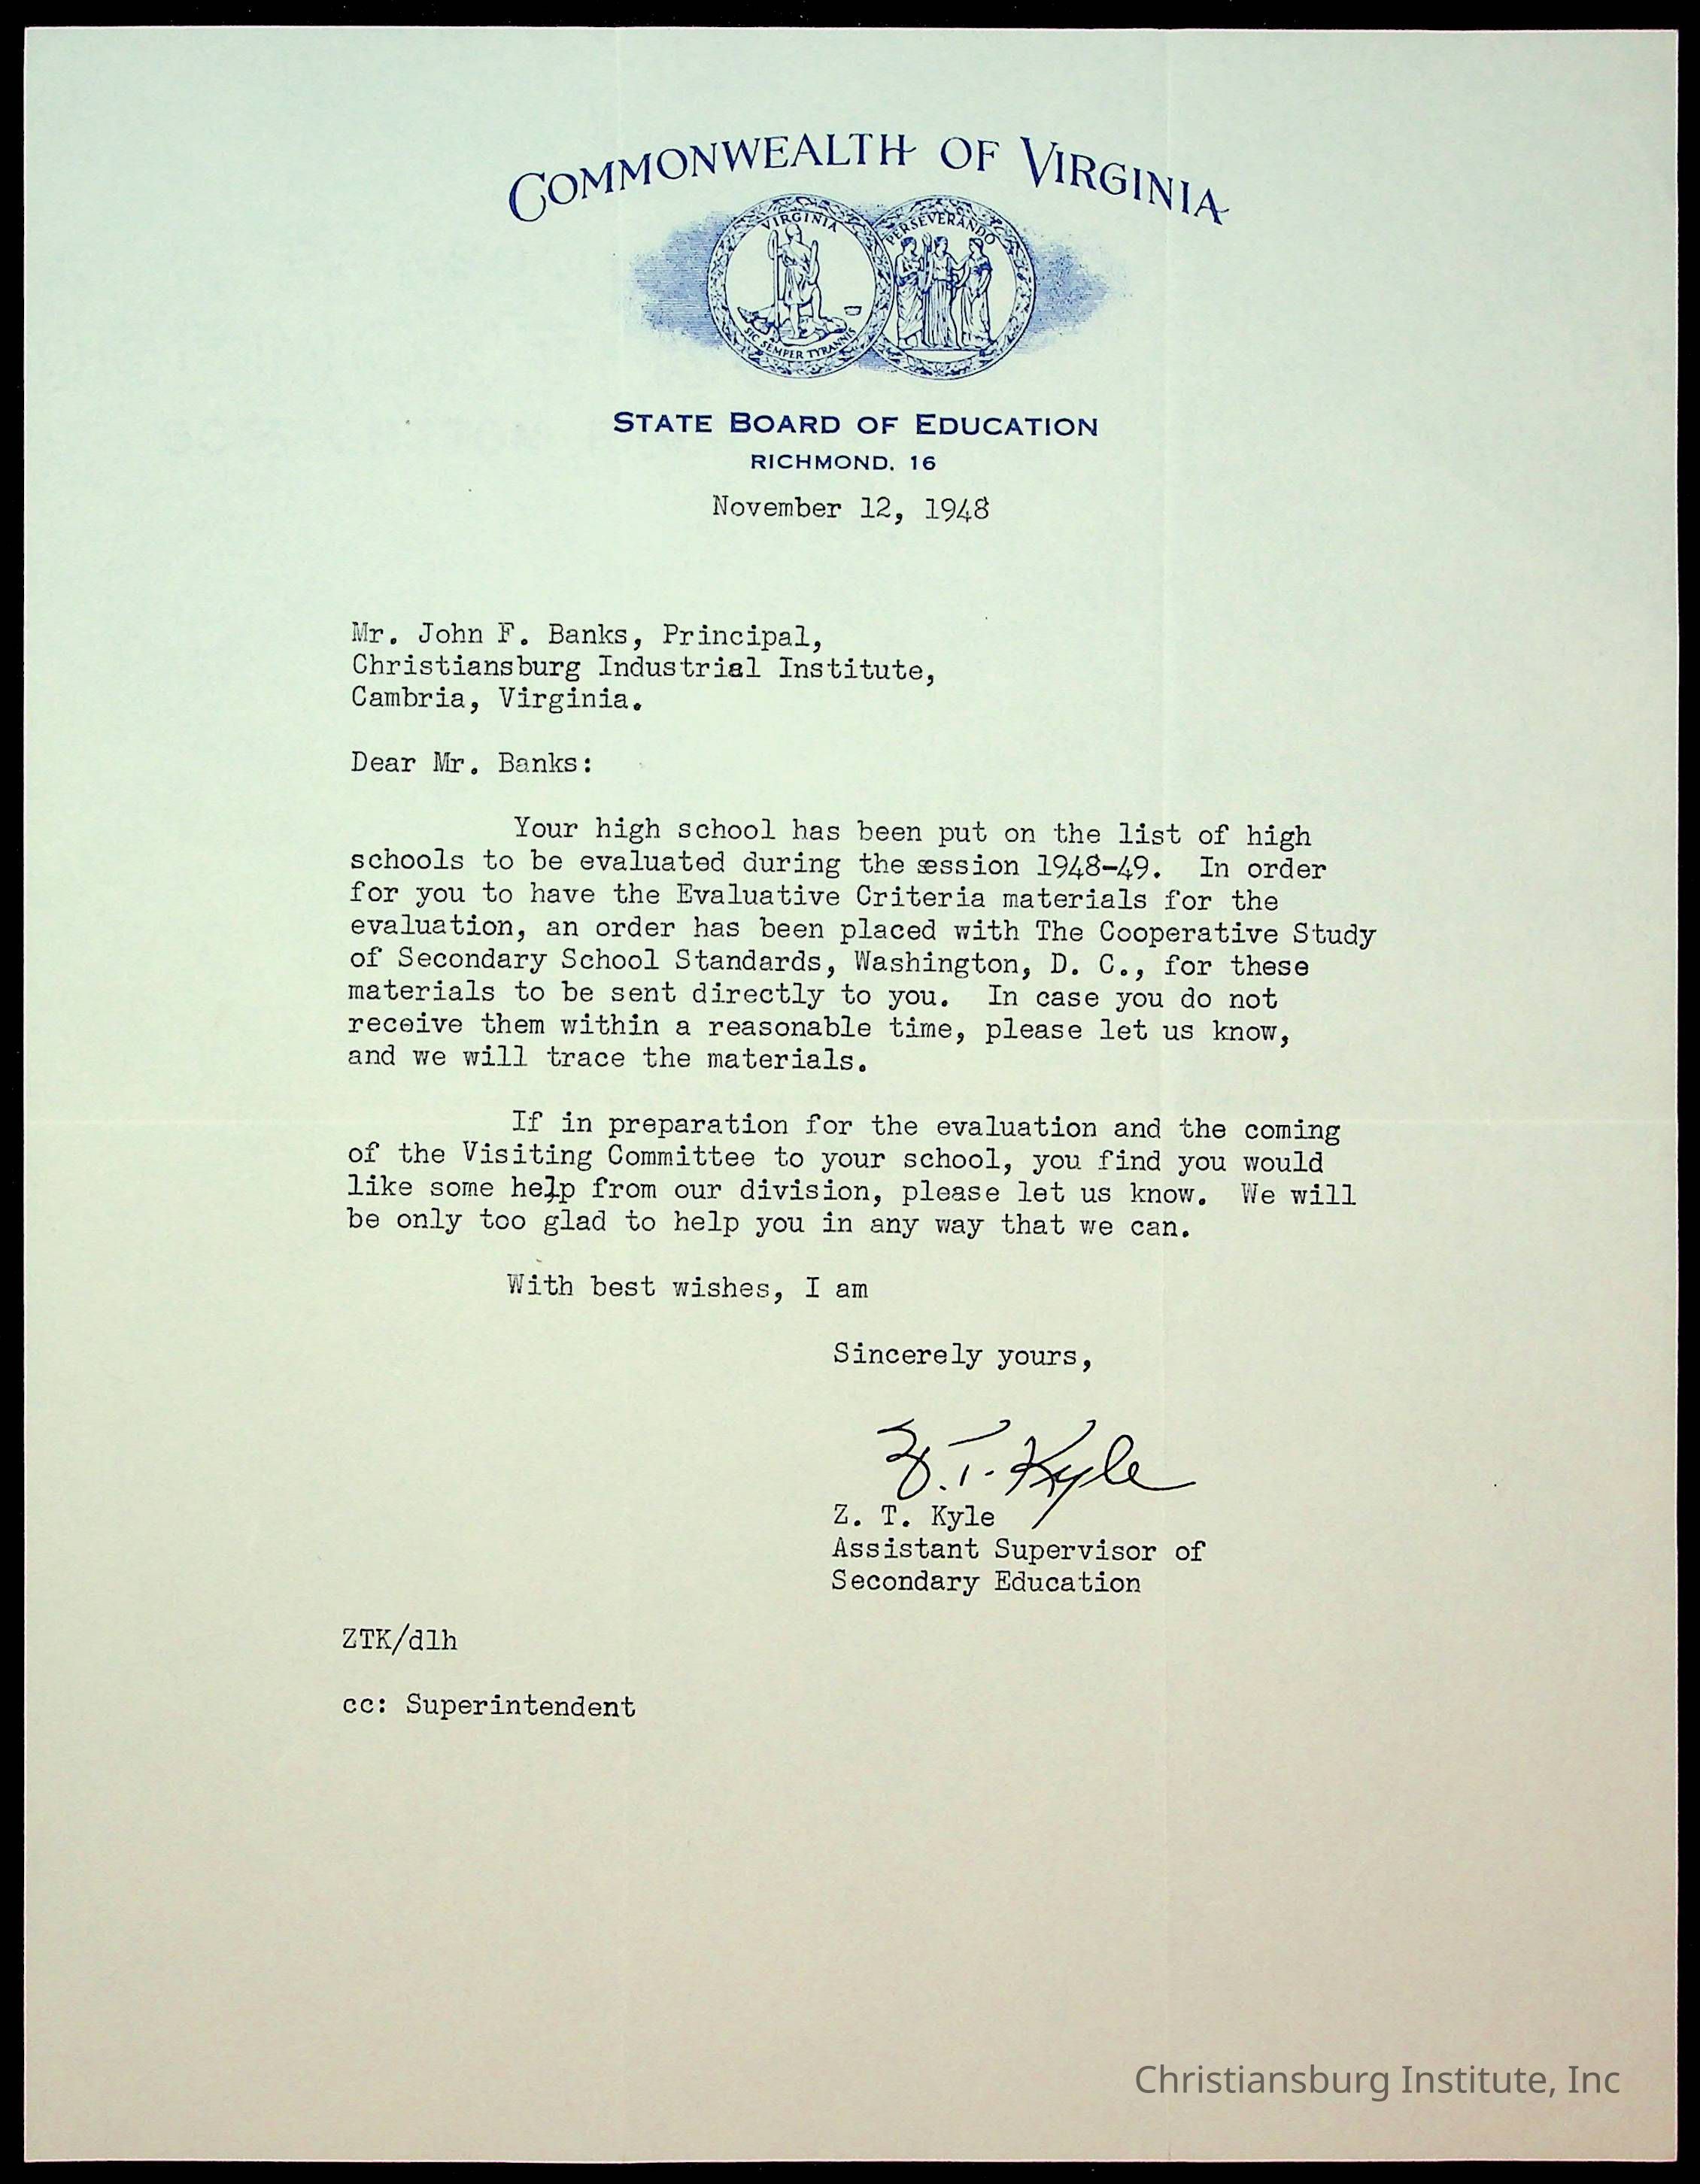 COMMONWEALTH OF VIRGINIA
VIRGINIA
PERSEVERANDO
SIC SEMPER TYRANNIS
STATE BOARD OF EDUCATION
RICHMOND, 16
November 12, 1948
Mr. John F. Banks, Principal,
Christiansburg Industrial Institute,
Cambria, Virginia.
Dear Mr. Banks:
Your high school has been put on the list of high
schools to be evaluated during the session 1948-49. In order
for you to have the Evaluative Criteria materials for the
evaluation, an order has been placed with The Cooperative Study
of Secondary School Standards, Washington, D. C., for these
materials to be sent directly to you. In case you do not
receive them within a reasonable time, please let us know,
and we will trace the materials.
If in preparation for the evaluation and the coming
of the Visiting Committee to your school, you find you would
like some help from our division, please let us know. We will
be only too glad to help you in any way that we can.
With best wishes, I am
Sincerely yours,
Z. T. Kyle
Z. T. Kyle
Assistant Supervisor of
Secondary Education
ZTK/dlh
cc: Superintendent
Christiansburg Institute, Inc